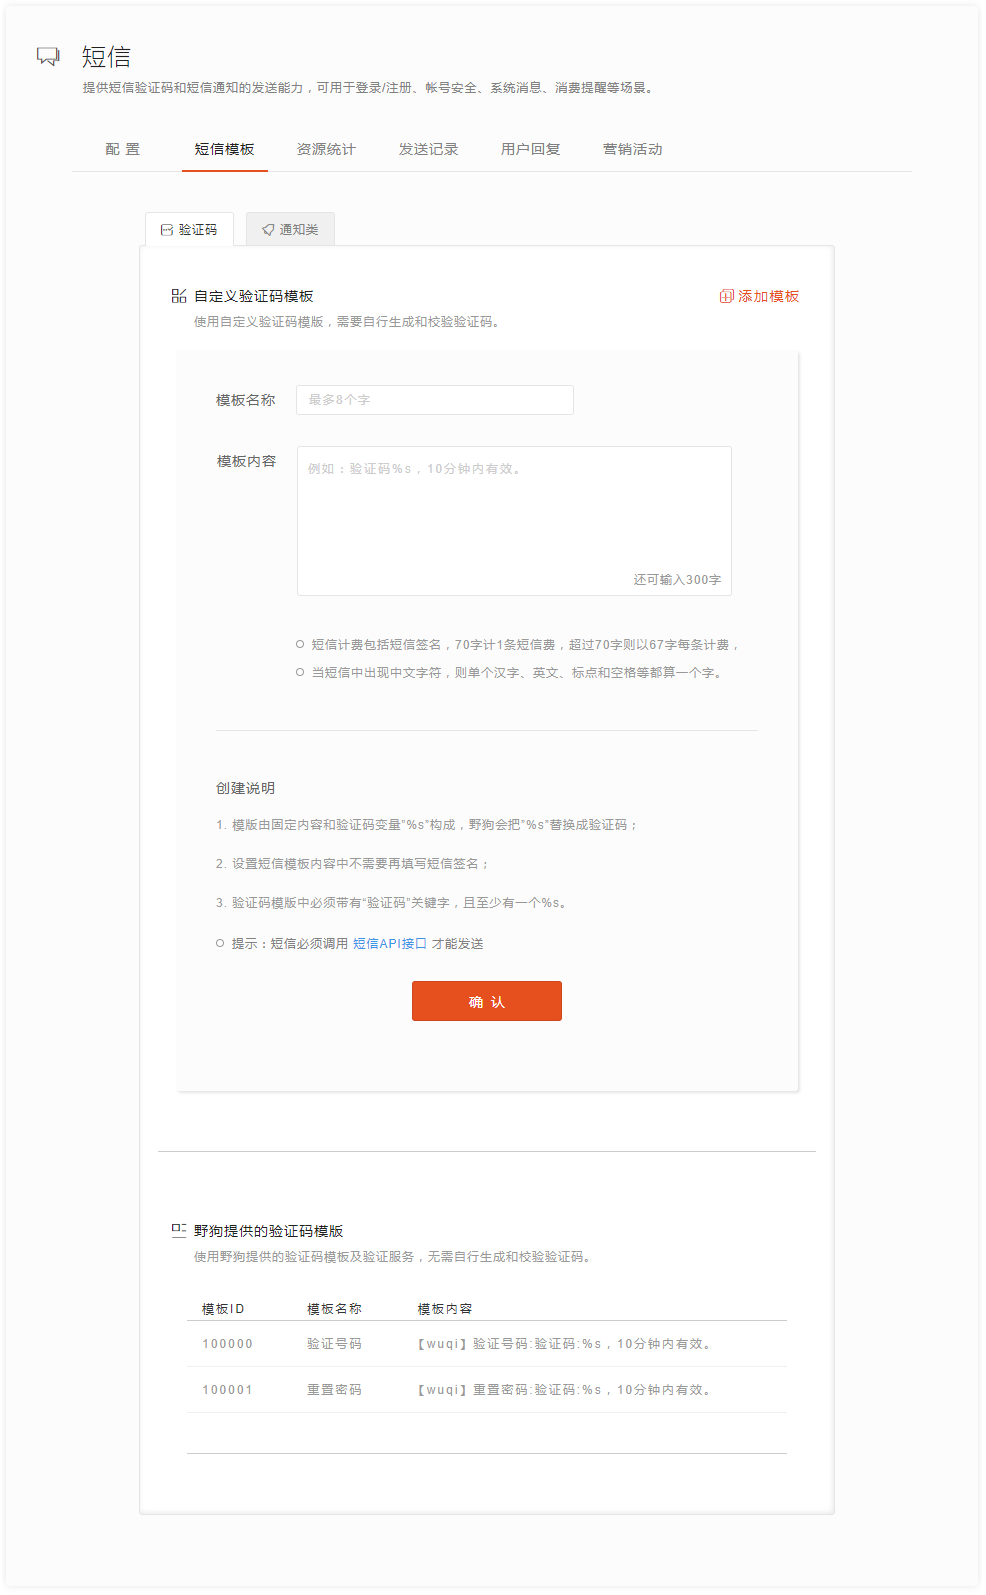 短信
提供短信验证码和短信通知的发送能力，可用于登录/注册、帐号安全、系统消息、消费提醒等场景。
配 置 短信模板 资源统计 发送记录 用户回复 营销活动
验证码 通知类
自定义验证码模板 添加模板
使用自定义验证码模版，需要自行生成和校验验证码。
模板名称 最多8个字
模板内容 例如：验证码%s，10分钟内有效。
还可输入300字
短信计费包括短信签名，70字计1条短信费，超过70字则以67字每条计费，
当短信中出现中文字符，则单个汉字、英文、标点和空格等都算一个字。
创建说明
1. 模版由固定内容和验证码变量"%s"构成，野狗会把"%s"替换成验证码；
2. 设置短信模板内容中不需要再填写短信签名；
3. 验证码模版中必须带有“验证码”关键字，且至少有一个%s。
提示：短信必须调用 短信API接口 才能发送
确 认
野狗提供的验证码模版
使用野狗提供的验证码模板及验证服务，无需自行生成和校验验证码。
模板ID 模板名称 模板内容
100000 验证号码 【wuqi】验证号码:验证码:%s，10分钟内有效。
100001 重置密码 【wuqi】重置密码:验证码:%s，10分钟内有效。